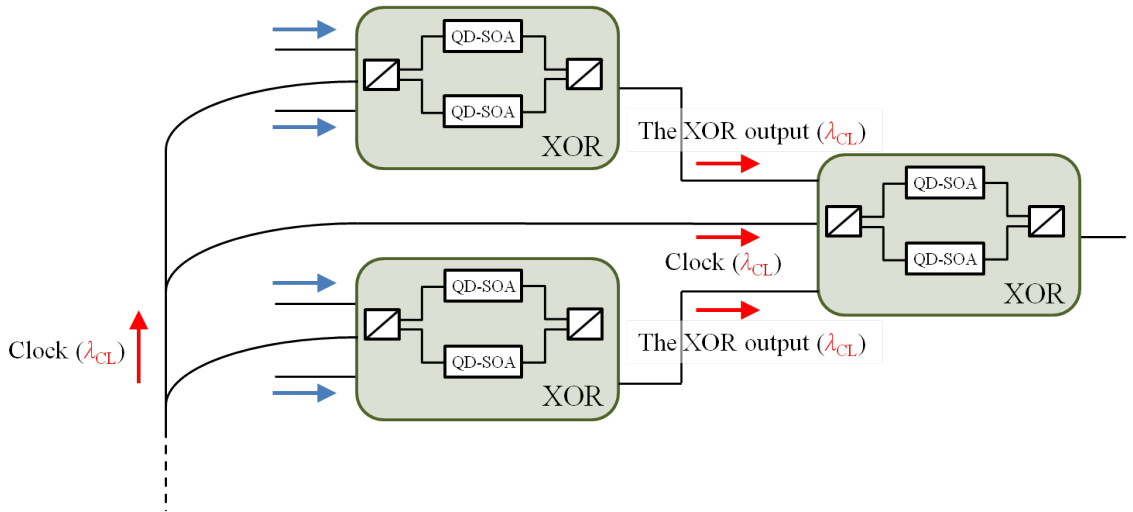 QD-SOA
QD-SOA
XOR
The XOR output (λCL)
QD-SOA
QD-SOA
XOR
Clock (λCL)
QD-SOA
QD-SOA
XOR
The XOR output (λCL)
Clock (λCL)